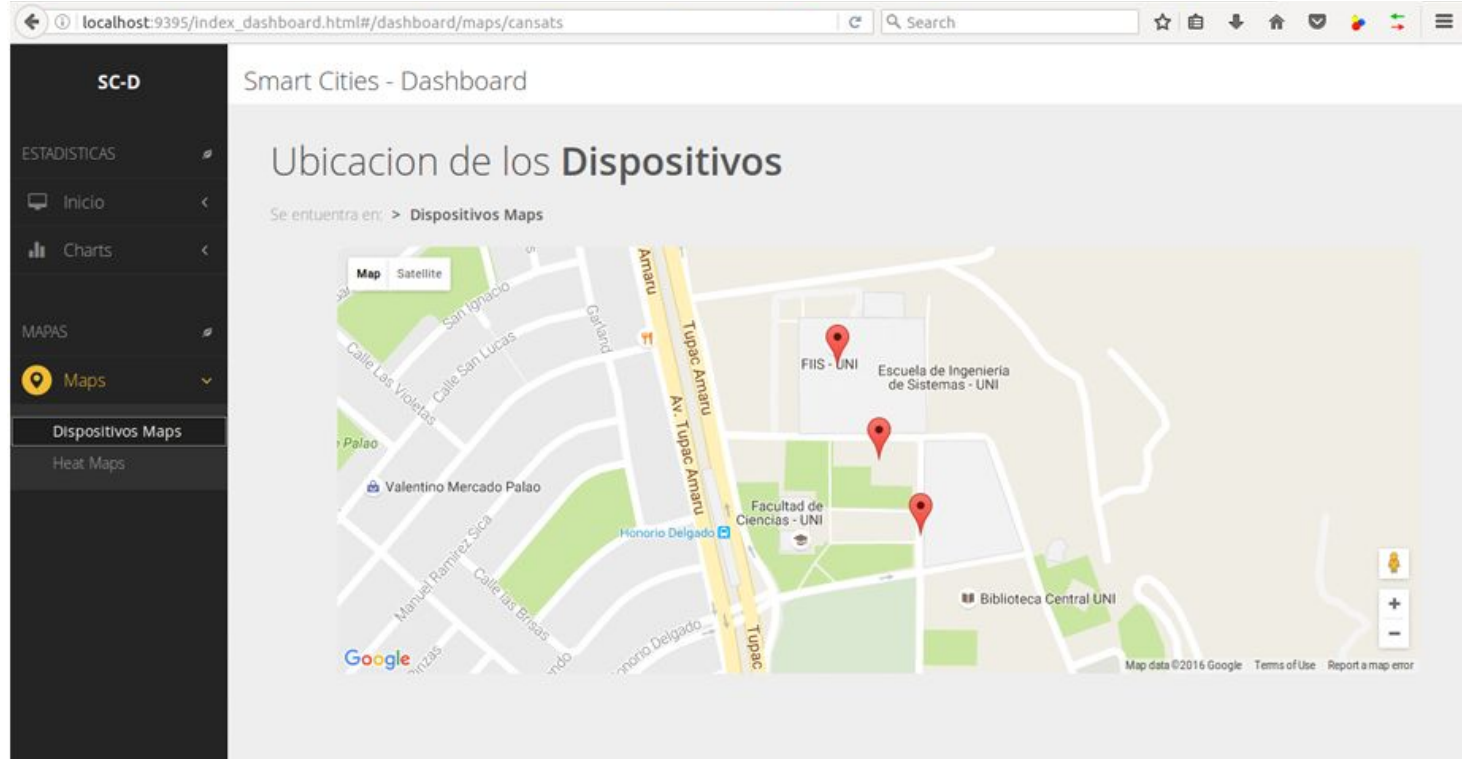 localhost:9395/index_dashboard.html#/dashboard/maps/cansats
Search
SC-D
Smart Cities - Dashboard
ESTADISTICAS
Inicio
Charts
MAPAS
Maps
Dispositivos Maps
Heat Maps
Ubicacion de los Dispositivos
Se entuentra en: > Dispositivos Maps
Map Satellite
San Ignacio
Calle San Lucas
Calle Las Violetas
Garland
Amaru
Tupac Amaru
Av. Tupac Amaru
FIIS - UNI
Escuela de Ingeniería
de Sistemas - UNI
Palao
Valentino Mercado Palao
Facultad de
Ciencias - UNI
Honorio Delgado
Manuel Ramirez Sica
Calle las Brisas
Biblioteca Central UNI
onorio Delgado
Tupac
Google
Map data ©2016 Google Terms of Use Report a map error